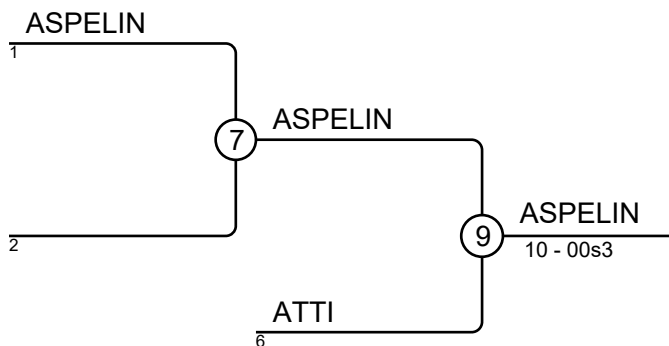 ASPELIN
1
7
ASPELIN
2
9
ASPELIN
10 - 00s3
ATTI
6